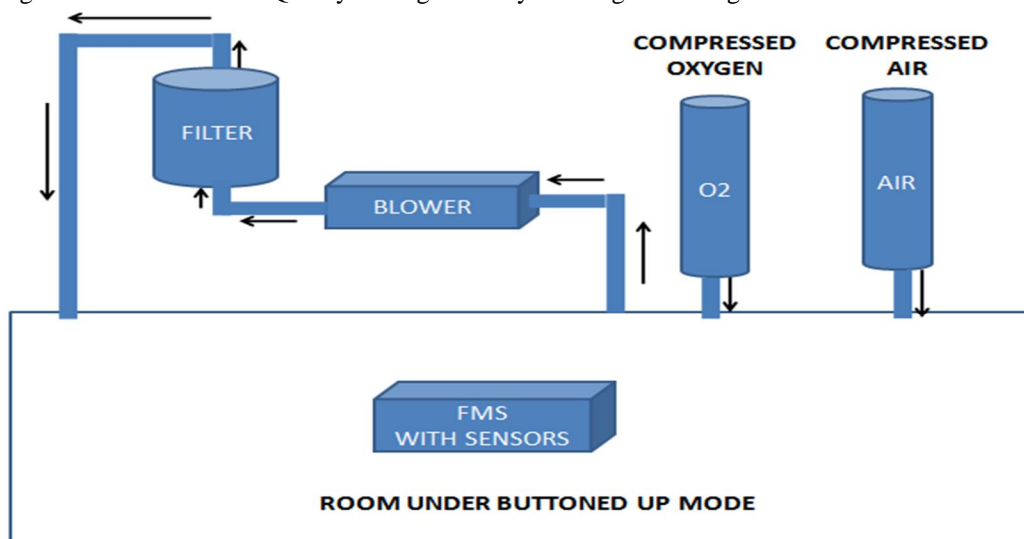 COMPRESSED OXYGEN
COMPRESSED AIR
FILTER
BLOWER
O2
AIR
FMS
WITH SENSORS
ROOM UNDER BUTTONED UP MODE